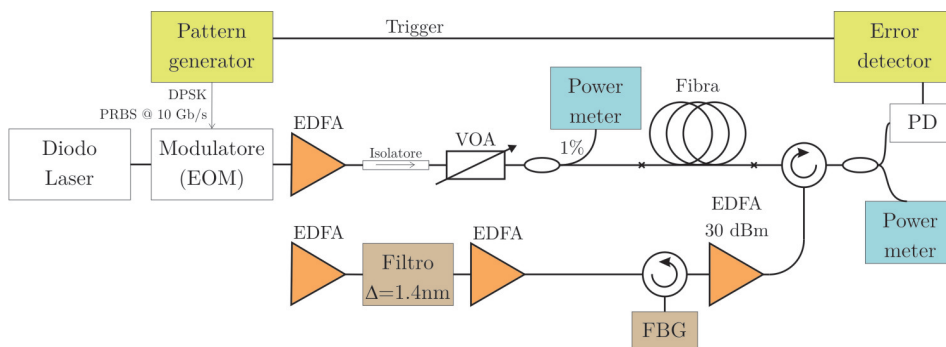 Pattern
generator
Trigger
Error
detector
DPSK
PRBS @ 10 Gb/s
Diodo
Laser
Modulatore
(EOM)
EDFA
Isolatore
VOA
1%
Power
meter
Fibra
PD
Power
meter
EDFA
Filtro
Δ=1.4nm
EDFA
FBG
EDFA
30 dBm